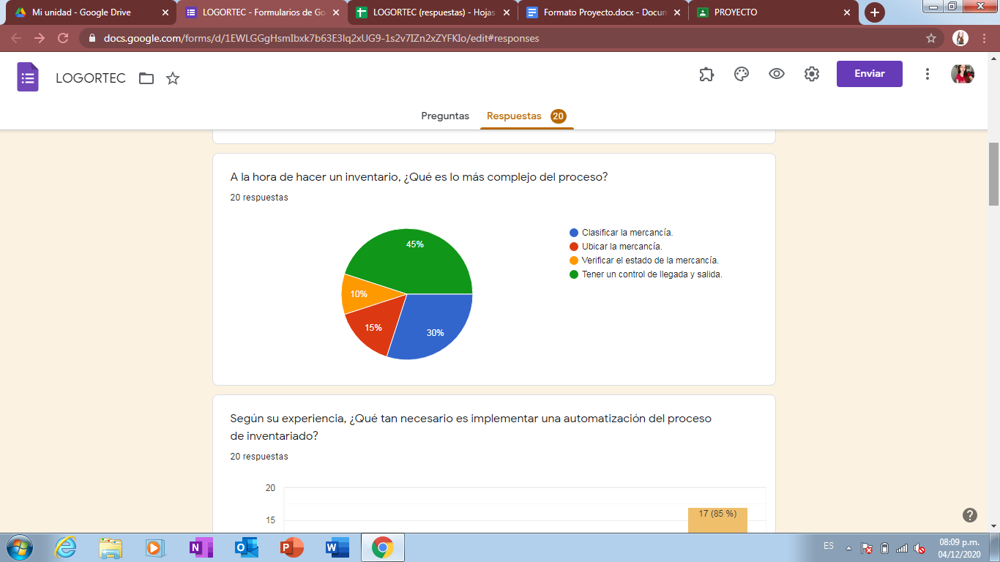 Mi unidad - Google Drive
LOGORTEC - Formularios de Go
LOGORTEC (respuestas) - Hojas
Formato Proyecto.docx - Docum
PROYECTO
docs.google.com/forms/d/1EWLGGgHsmIbxk7b63E3lq2xUG9-1s2v7IZn2xZYFKIo/edit#responses
LOGORTEC
Enviar
Preguntas
Respuestas 20
A la hora de hacer un inventario, ¿Qué es lo más complejo del proceso?
20 respuestas
45%
10%
15%
30%
Clasificar la mercancía.
Ubicar la mercancía.
Verificar el estado de la mercancía.
Tener un control de llegada y salida.
Según su experiencia, ¿Qué tan necesario es implementar una automatización del proceso
de inventariado?
20 respuestas
20
15
17 (85 %)
ES
08:09 p.m.
04/12/2020